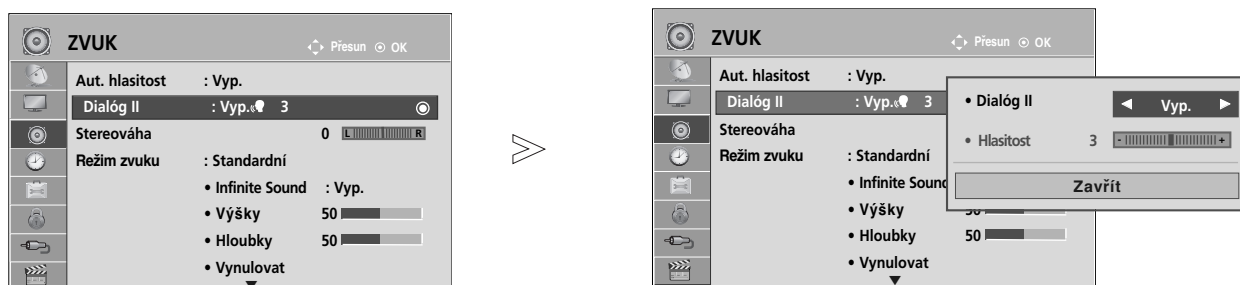 ZVUK
Přesun OK
Aut. hlasitost : Vyp.
Dialóg II : Vyp. 3
Stereováha 0 L R
Režim zvuku : Standardní
• Infinite Sound : Vyp.
• Výšky 50
• Hloubky 50
• Vynulovat
ZVUK
Přesun OK
Aut. hlasitost : Vyp.
Dialóg II : Vyp. 3
Stereováha
Režim zvuku : Standardní
• Infinite Sound
• Výšky 50
• Hloubky 50
• Vynulovat
• Dialóg II ◀ Vyp. ▶
• Hlasitost 3 - +
Zavřít